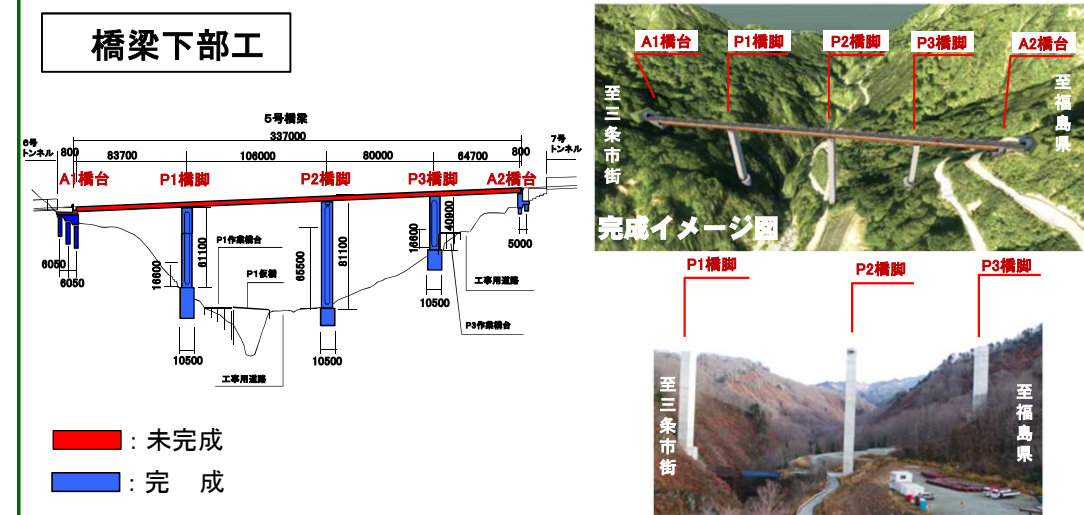 橋梁下部工
5号橋梁
337000
6号
トンネル
800
83700
106000
80000
64700
800
7号
トンネル
A1橋台
P1橋脚
P2橋脚
P3橋脚
A2橋台
6050
6050
16600
61100
10500
P1作業橋台
P1仮橋
工事用道路
65500
81100
10500
16600
40900
10500
5000
工事用道路
P3作業橋台
:未完成
:完 成
A1橋台
P1橋脚
P2橋脚
P3橋脚
A2橋台
至三条市街
至福島県
完成イメージ図
P1橋脚
P2橋脚
P3橋脚
至三条市街
至福島県